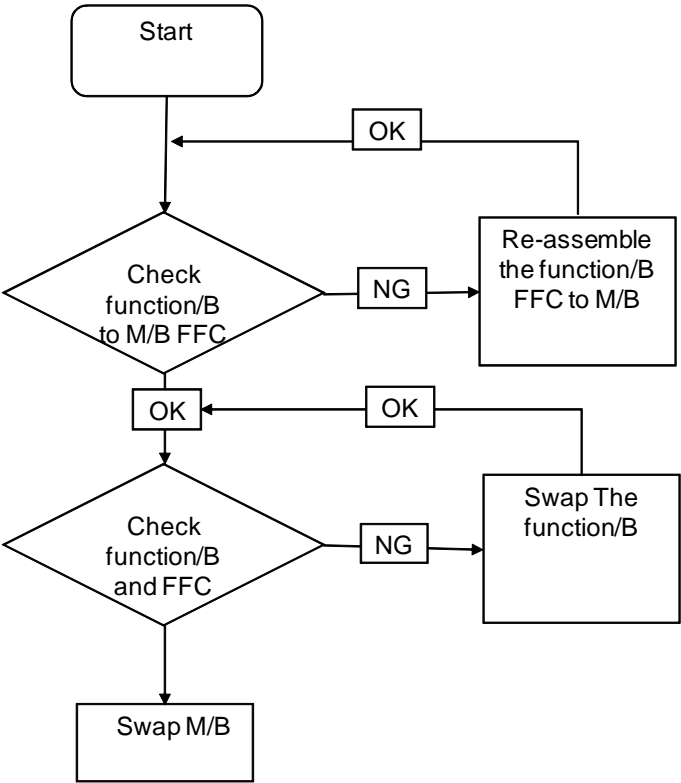 Start
OK
Check
function/B
to M/B FFC
NG
Re-assemble
the function/B
FFC to M/B
OK
OK
Check
function/B
and FFC
NG
Swap The
function/B
Swap M/B